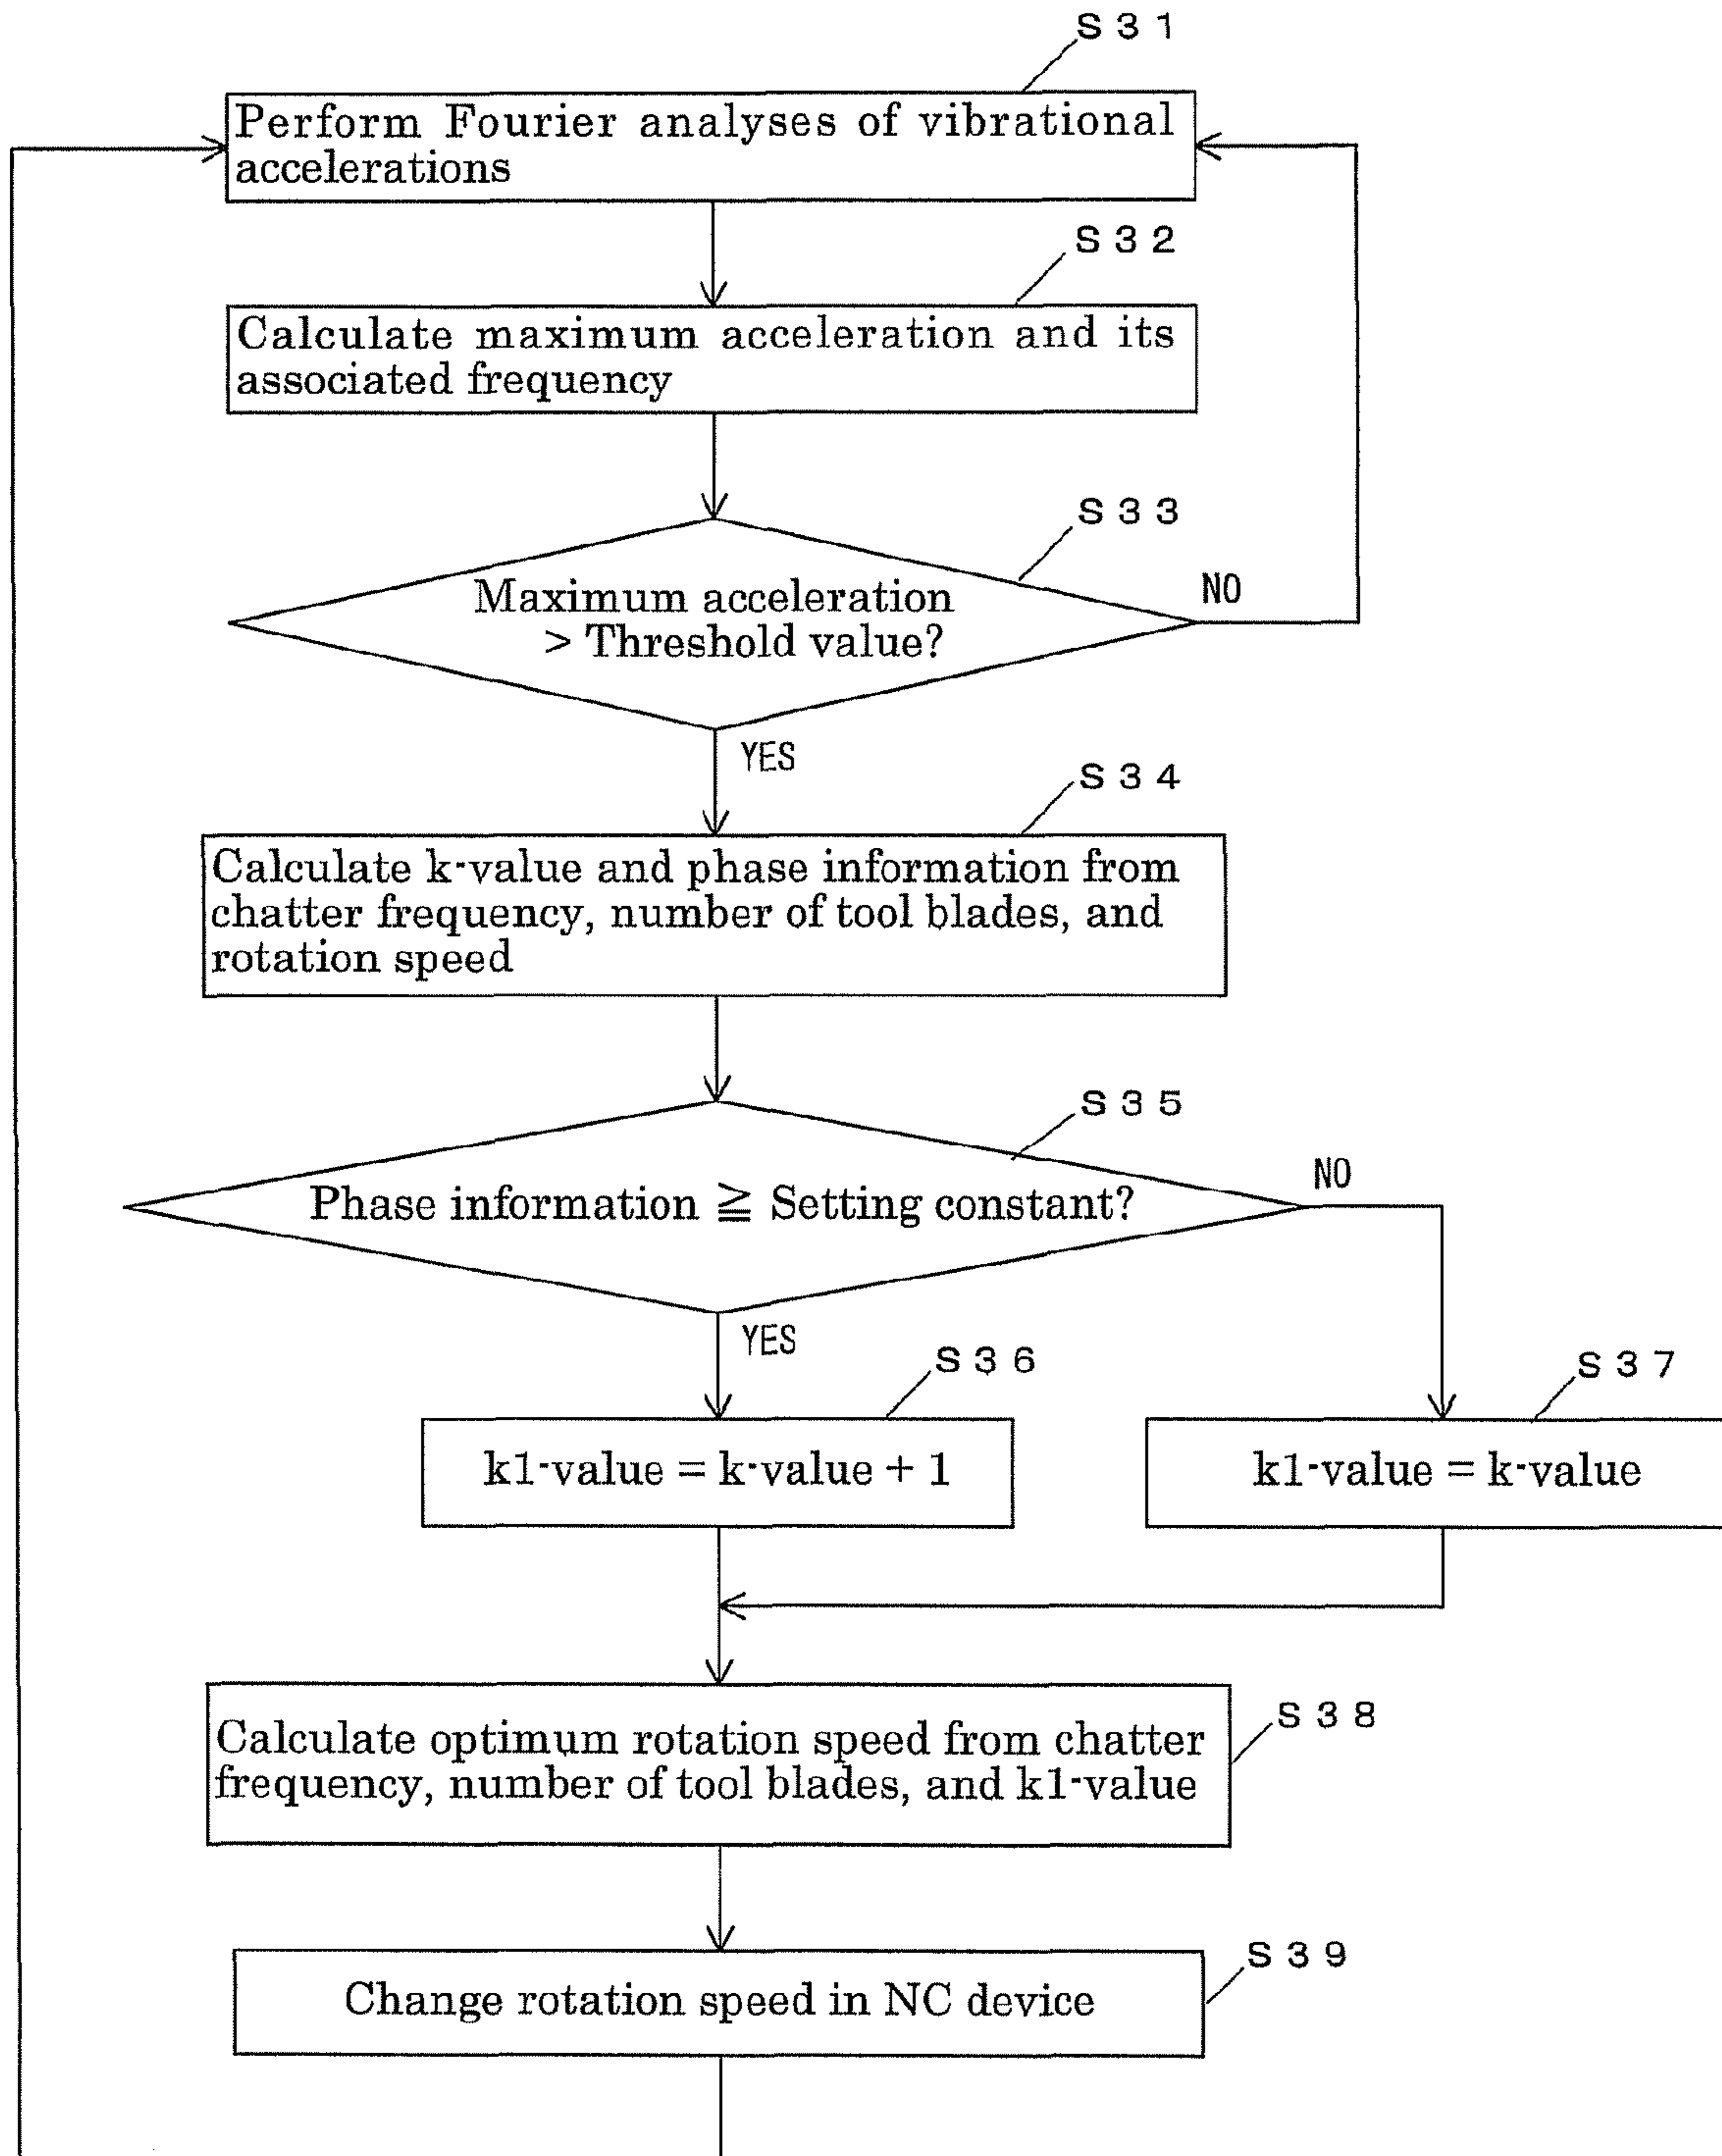 S31
Perform Fourier analyses of vibrational
accelerations
S32
Calculate maximum acceleration and its
associated frequency
S33
Maximum acceleration
> Threshold value?
NO
YES
S34
Calculate k-value and phase information from
chatter frequency, number of tool blades, and
rotation speed
S35
Phase information ≧ Setting constant?
NO
YES
S36
k1-value = k-value + 1
S37
k1-value = k-value
S38
Calculate optimum rotation speed from chatter
frequency, number of tool blades, and k1-value
S39
Change rotation speed in NC device